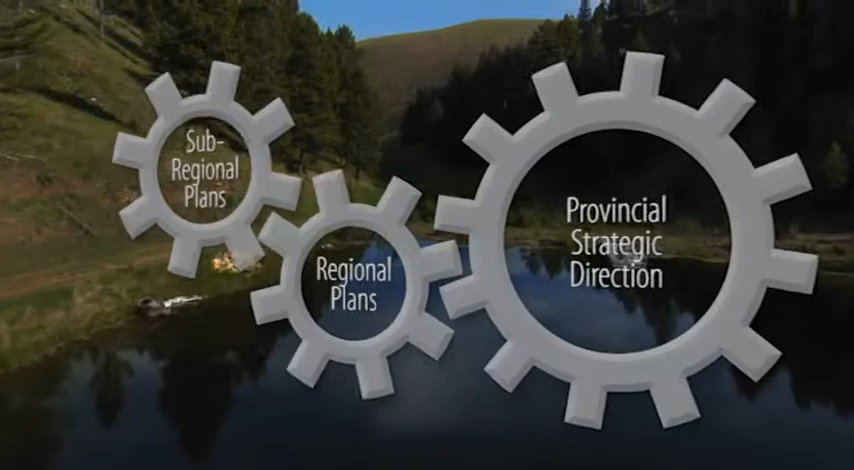 Sub-
Regional
Plans
Regional
Plans
Provincial
Strategic
Direction